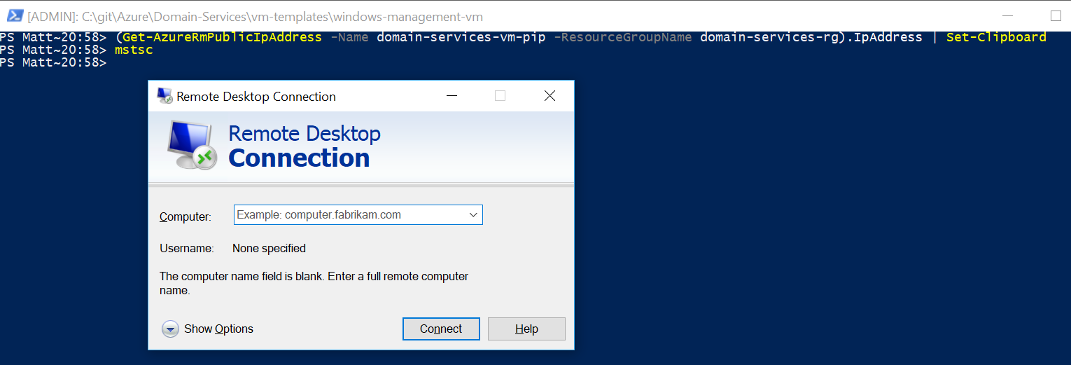 [ADMIN]: C:\git\Azure\Domain-Services\vm-templates\windows-management-vm
PS Matt~20:58> (Get-AzureRmPublicIpAddress -Name domain-services-vm-pip -ResourceGroupName domain-services-rg).IpAddress | Set-Clipboard
PS Matt~20:58> mstsc
PS Matt~20:58>
Remote Desktop Connection
Remote Desktop
Connection
Computer: Example: computer.fabrikam.com
Username: None specified
The computer name field is blank. Enter a full remote computer
name.
Show Options Connect Help